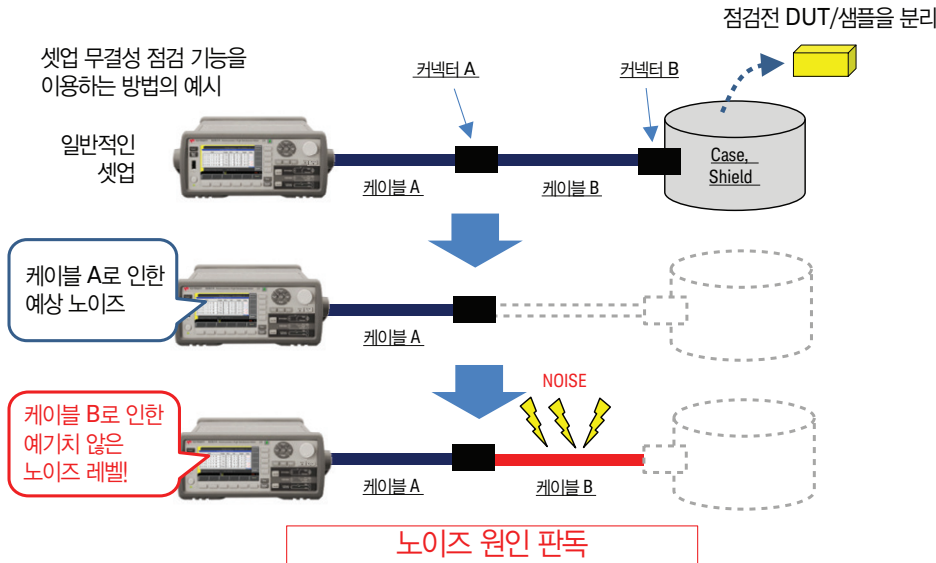 점검전 DUT/샘플을 분리
셋업 무결성 점검 기능을
이용하는 방법의 예시
커넥터 A
커넥터 B
일반적인
셋업
Case,
Shield
케이블 A
케이블 B
케이블 A로 인한
예상 노이즈
케이블 A
NOISE
케이블 B로 인한
예기치 않은
노이즈 레벨!
케이블 A
케이블 B
노이즈 원인 판독